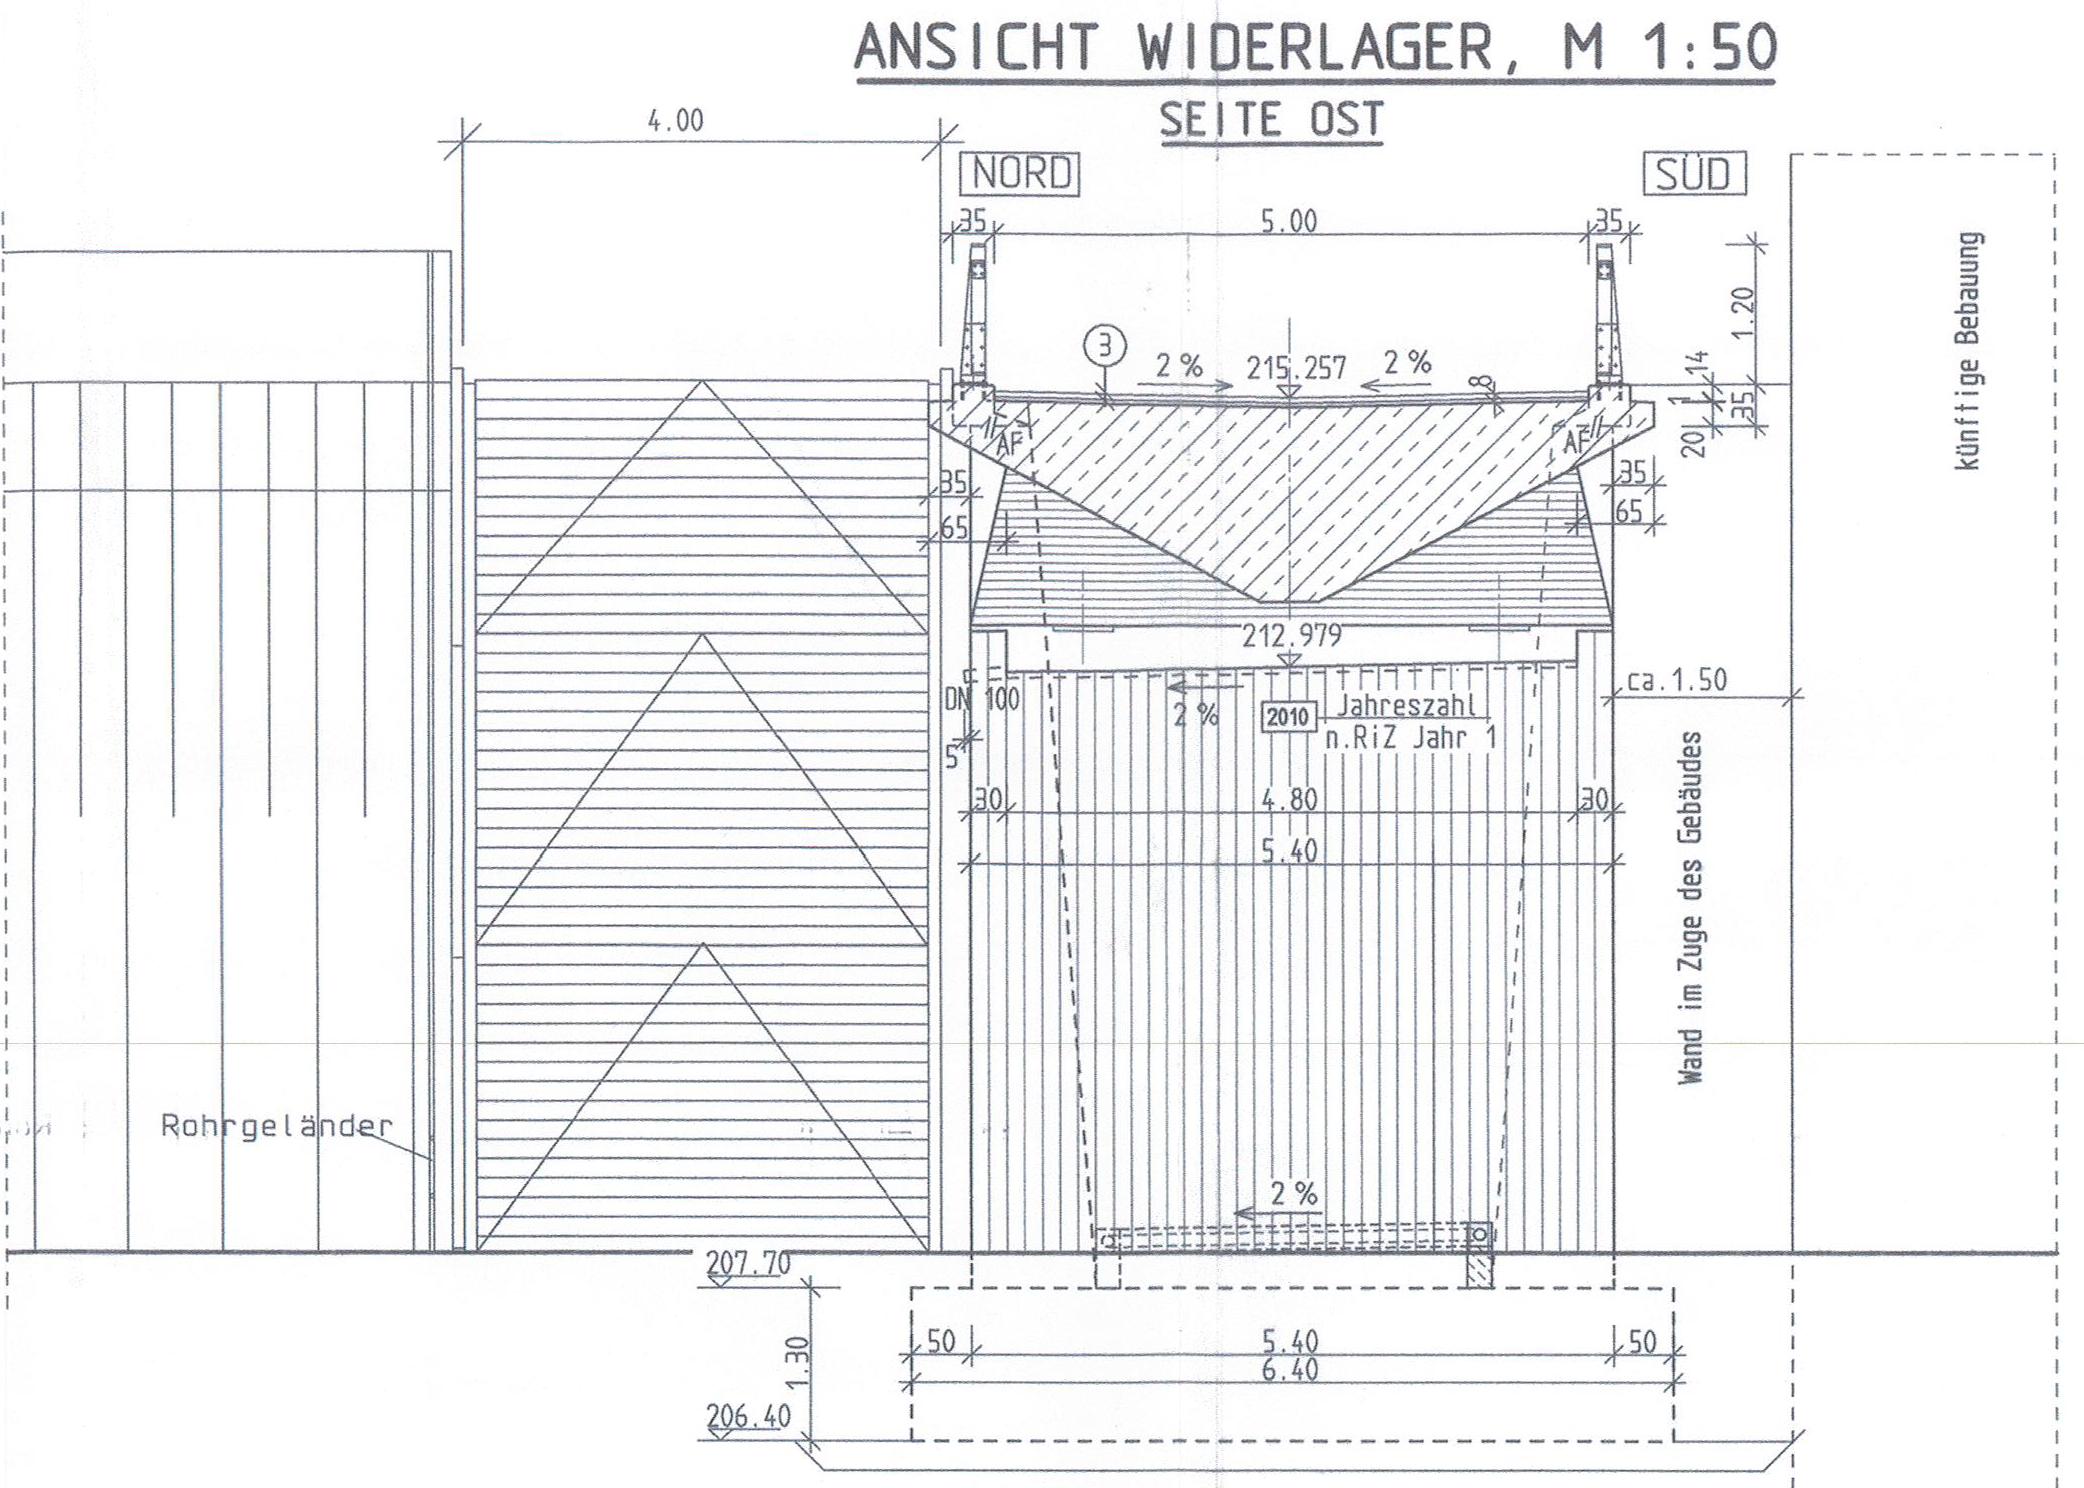 ANSICHT WIDERLAGER, M 1:50
SEITE OST
4.00
NORD
SÜD
35
5.00
35
künftige Bebauung
1.20
3
2 %
215.257
2 %
8
14
1
35
20
AF
AF
35
65
35
65
212.979
ca.1.50
DN 100
2 %
2010
Jahreszahl
n.RiZ Jahr 1
5
30
4.80
30
5.40
Wand im Zuge des Gebäudes
Rohrgeländer
2 %
207.70
50
5.40
50
6.40
1.30
206.40